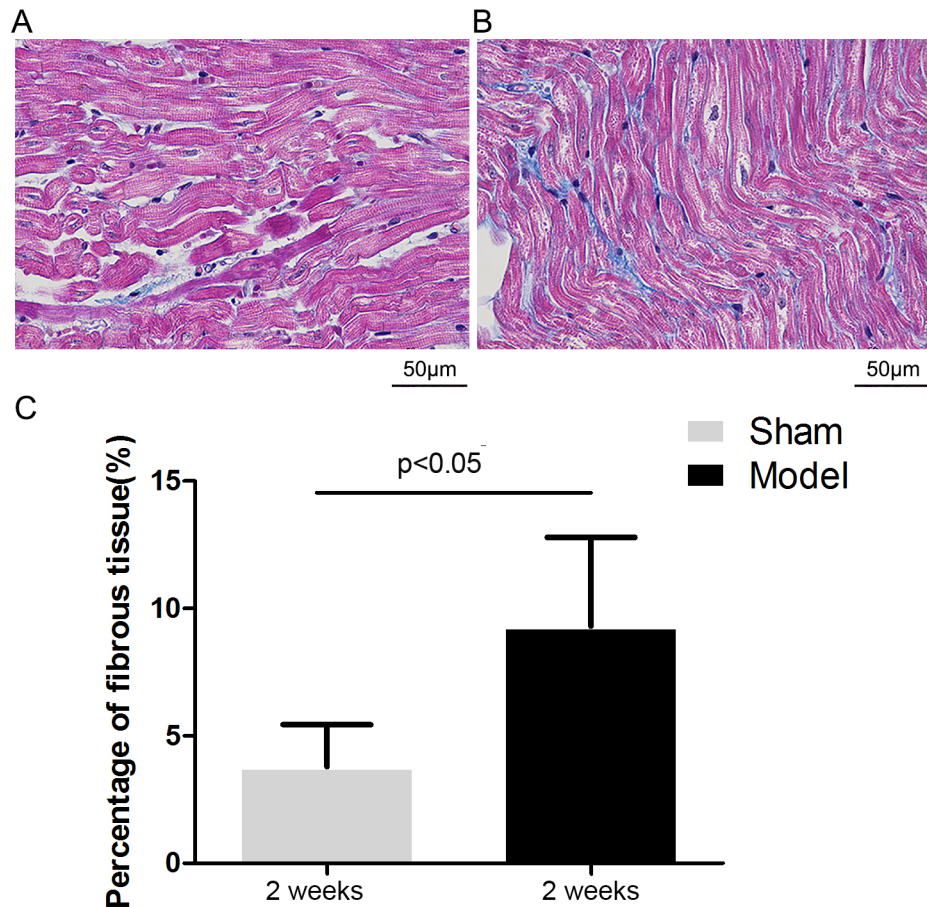 A
B
50μm
50μm
C
Sham
Model
p<0.05
Percentage of fibrous tissue(%)
15
10
5
0
2 weeks
2 weeks